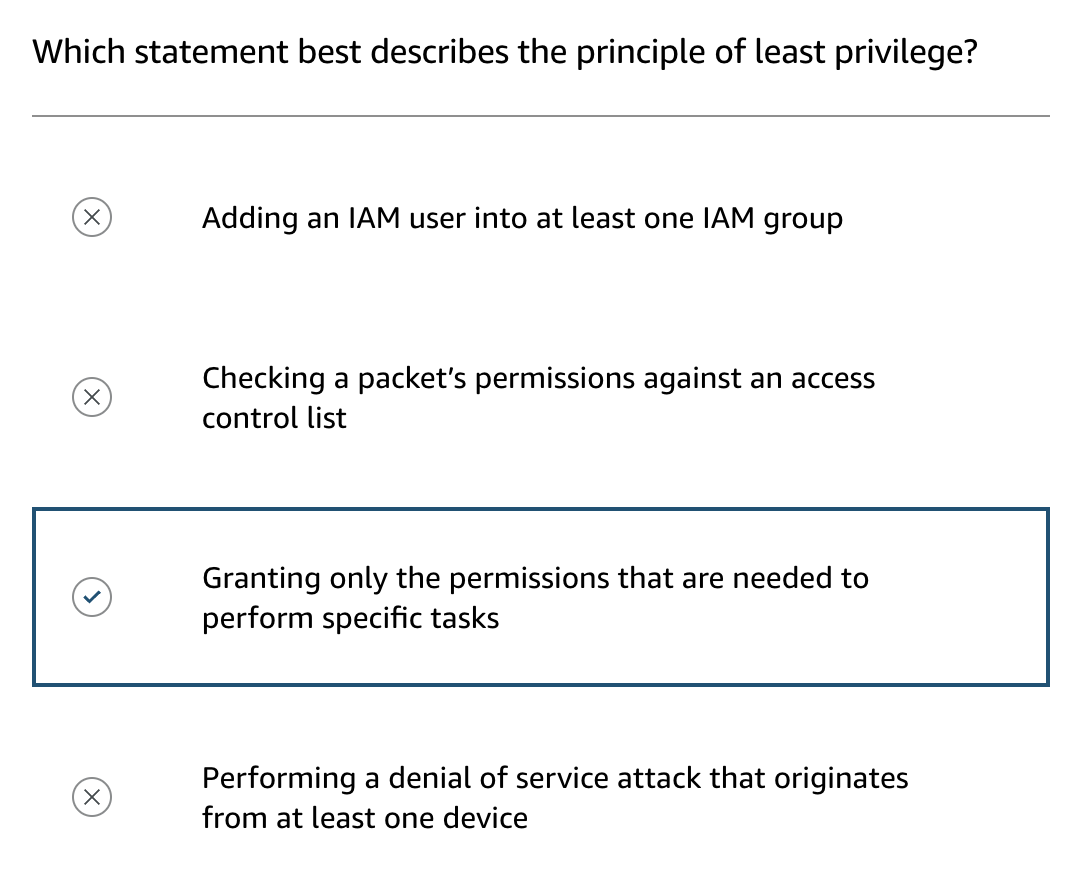 Which statement best describes the principle of least privilege?
Adding an IAM user into at least one IAM group
Checking a packet’s permissions against an access
control list
Granting only the permissions that are needed to
perform specific tasks
Performing a denial of service attack that originates
from at least one device